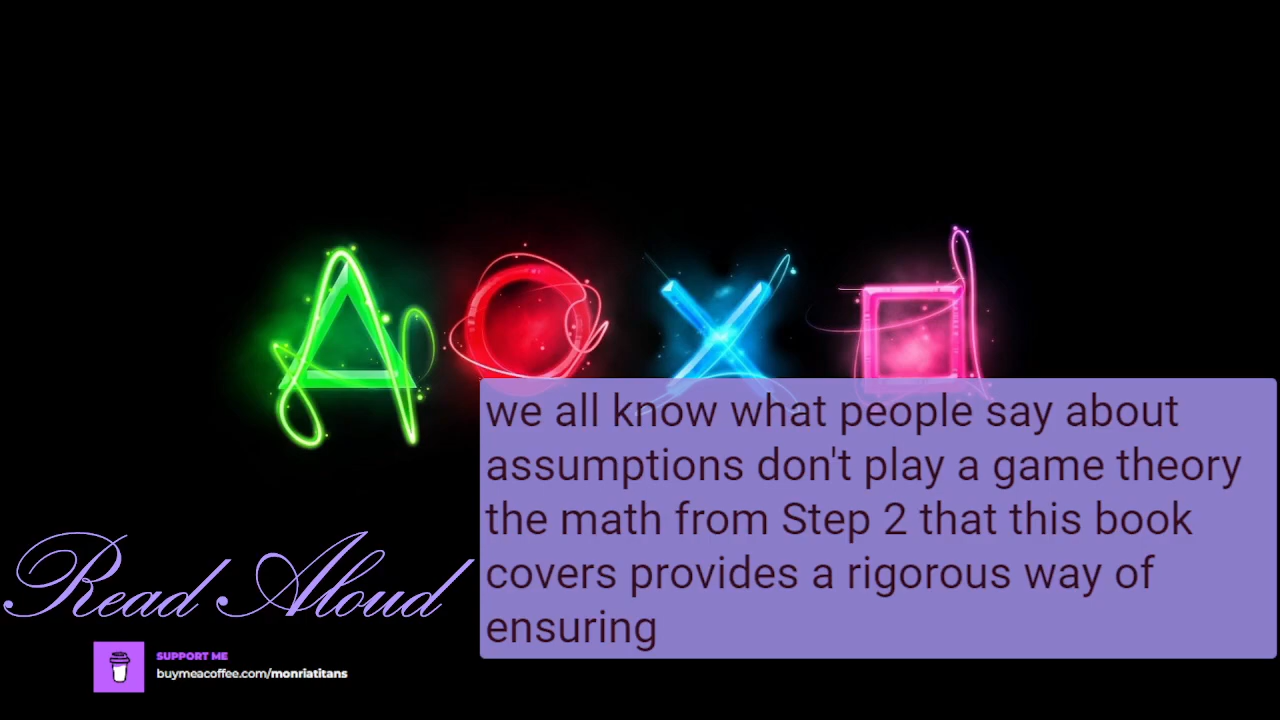 we all know what people say about
assumptions don't play a game theory
the math from Step 2 that this book
covers provides a rigorous way of
ensuring
Read Aloud
SUPPORT ME
buymeacoffee.com/monriatitans